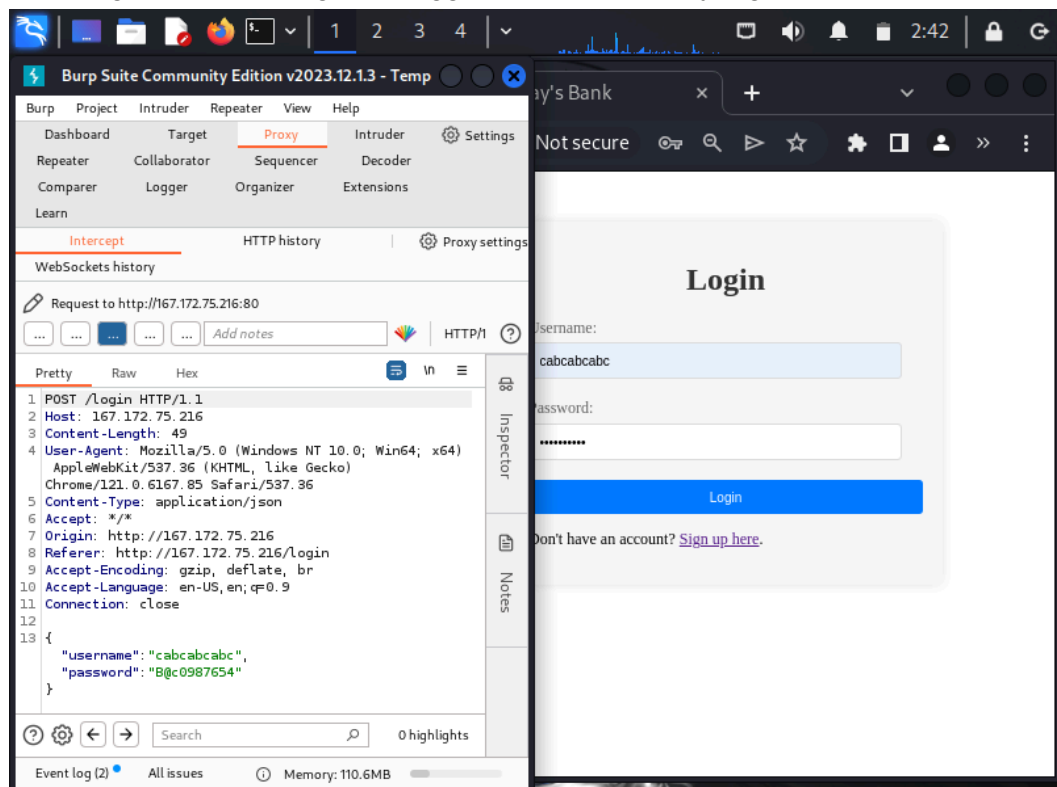 1 2 3 4 2:42
Burp Suite Community Edition v2023.12.1.3 - Temp
Burp Project Intruder Repeater View Help
Dashboard Target Proxy Intruder Settings
Repeater Collaborator Sequencer Decoder
Comparer Logger Organizer Extensions
Learn
Intercept HTTP history Proxy settings
WebSockets history
Request to http://167.172.75.216:80
... ... ... ... ... Add notes HTTP/1 ?
Pretty Raw Hex \n
1 POST /login HTTP/1.1
2 Host: 167.172.75.216
3 Content-Length: 49
4 User-Agent: Mozilla/5.0 (Windows NT 10.0; Win64; x64)
AppleWebKit/537.36 (KHTML, like Gecko)
Chrome/121.0.6167.85 Safari/537.36
5 Content-Type: application/json
6 Accept: */*
7 Origin: http://167.172.75.216
8 Referer: http://167.172.75.216/login
9 Accept-Encoding: gzip, deflate, br
10 Accept-Language: en-US,en;q=0.9
11 Connection: close
12
13 {
"username":"cabcabcabc",
"password":"B@c0987654"
}
Inspector
Notes
? Search 0 highlights
Event log (2) All issues Memory: 110.6MB
ay's Bank
Not secure
Login
Username:
cabcabcabc
Password:
••••••••••
Login
Don't have an account? Sign up here.